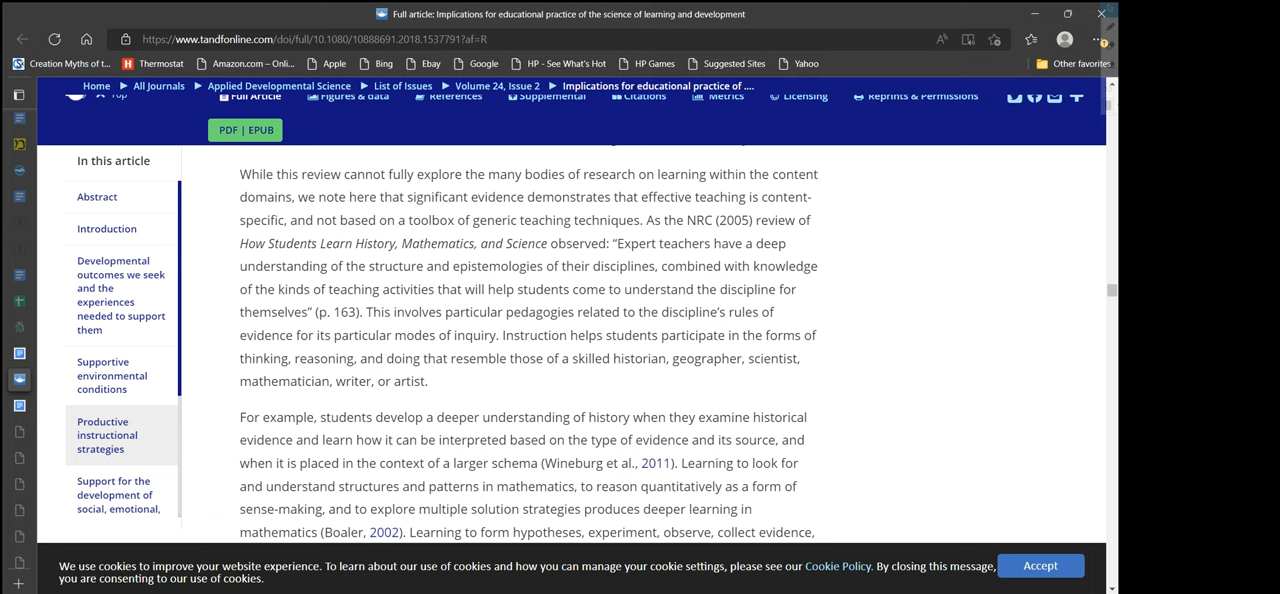 Full article: Implications for educational practice of the science of learning and development
https://www.tandfonline.com/doi/full/10.1080/10888691.2018.1537791?af=R
Creation Myths of t... Thermostat Amazon.com – Onli... Apple Bing Ebay Google HP - See What's Hot HP Games Suggested Sites Yahoo Other favorites
Home All Journals Applied Developmental Science List of Issues Volume 24, Issue 2 Implications for educational practice of ....
Top Full Article Figures & data References Supplemental Citations Metrics Licensing Reprints & Permissions
PDF | EPUB
In this article
Abstract
Introduction
Developmental
outcomes we seek
and the
experiences
needed to support
them
Supportive
environmental
conditions
Productive
instructional
strategies
Support for the
development of
social, emotional,
While this review cannot fully explore the many bodies of research on learning within the content
domains, we note here that significant evidence demonstrates that effective teaching is content-
specific, and not based on a toolbox of generic teaching techniques. As the NRC (2005) review of
How Students Learn History, Mathematics, and Science observed: “Expert teachers have a deep
understanding of the structure and epistemologies of their disciplines, combined with knowledge
of the kinds of teaching activities that will help students come to understand the discipline for
themselves” (p. 163). This involves particular pedagogies related to the discipline’s rules of
evidence for its particular modes of inquiry. Instruction helps students participate in the forms of
thinking, reasoning, and doing that resemble those of a skilled historian, geographer, scientist,
mathematician, writer, or artist.
For example, students develop a deeper understanding of history when they examine historical
evidence and learn how it can be interpreted based on the type of evidence and its source, and
when it is placed in the context of a larger schema (Wineburg et al., 2011). Learning to look for
and understand structures and patterns in mathematics, to reason quantitatively as a form of
sense-making, and to explore multiple solution strategies produces deeper learning in
mathematics (Boaler, 2002). Learning to form hypotheses, experiment, observe, collect evidence,
We use cookies to improve your website experience. To learn about our use of cookies and how you can manage your cookie settings, please see our Cookie Policy. By closing this message,
you are consenting to our use of cookies.
Accept